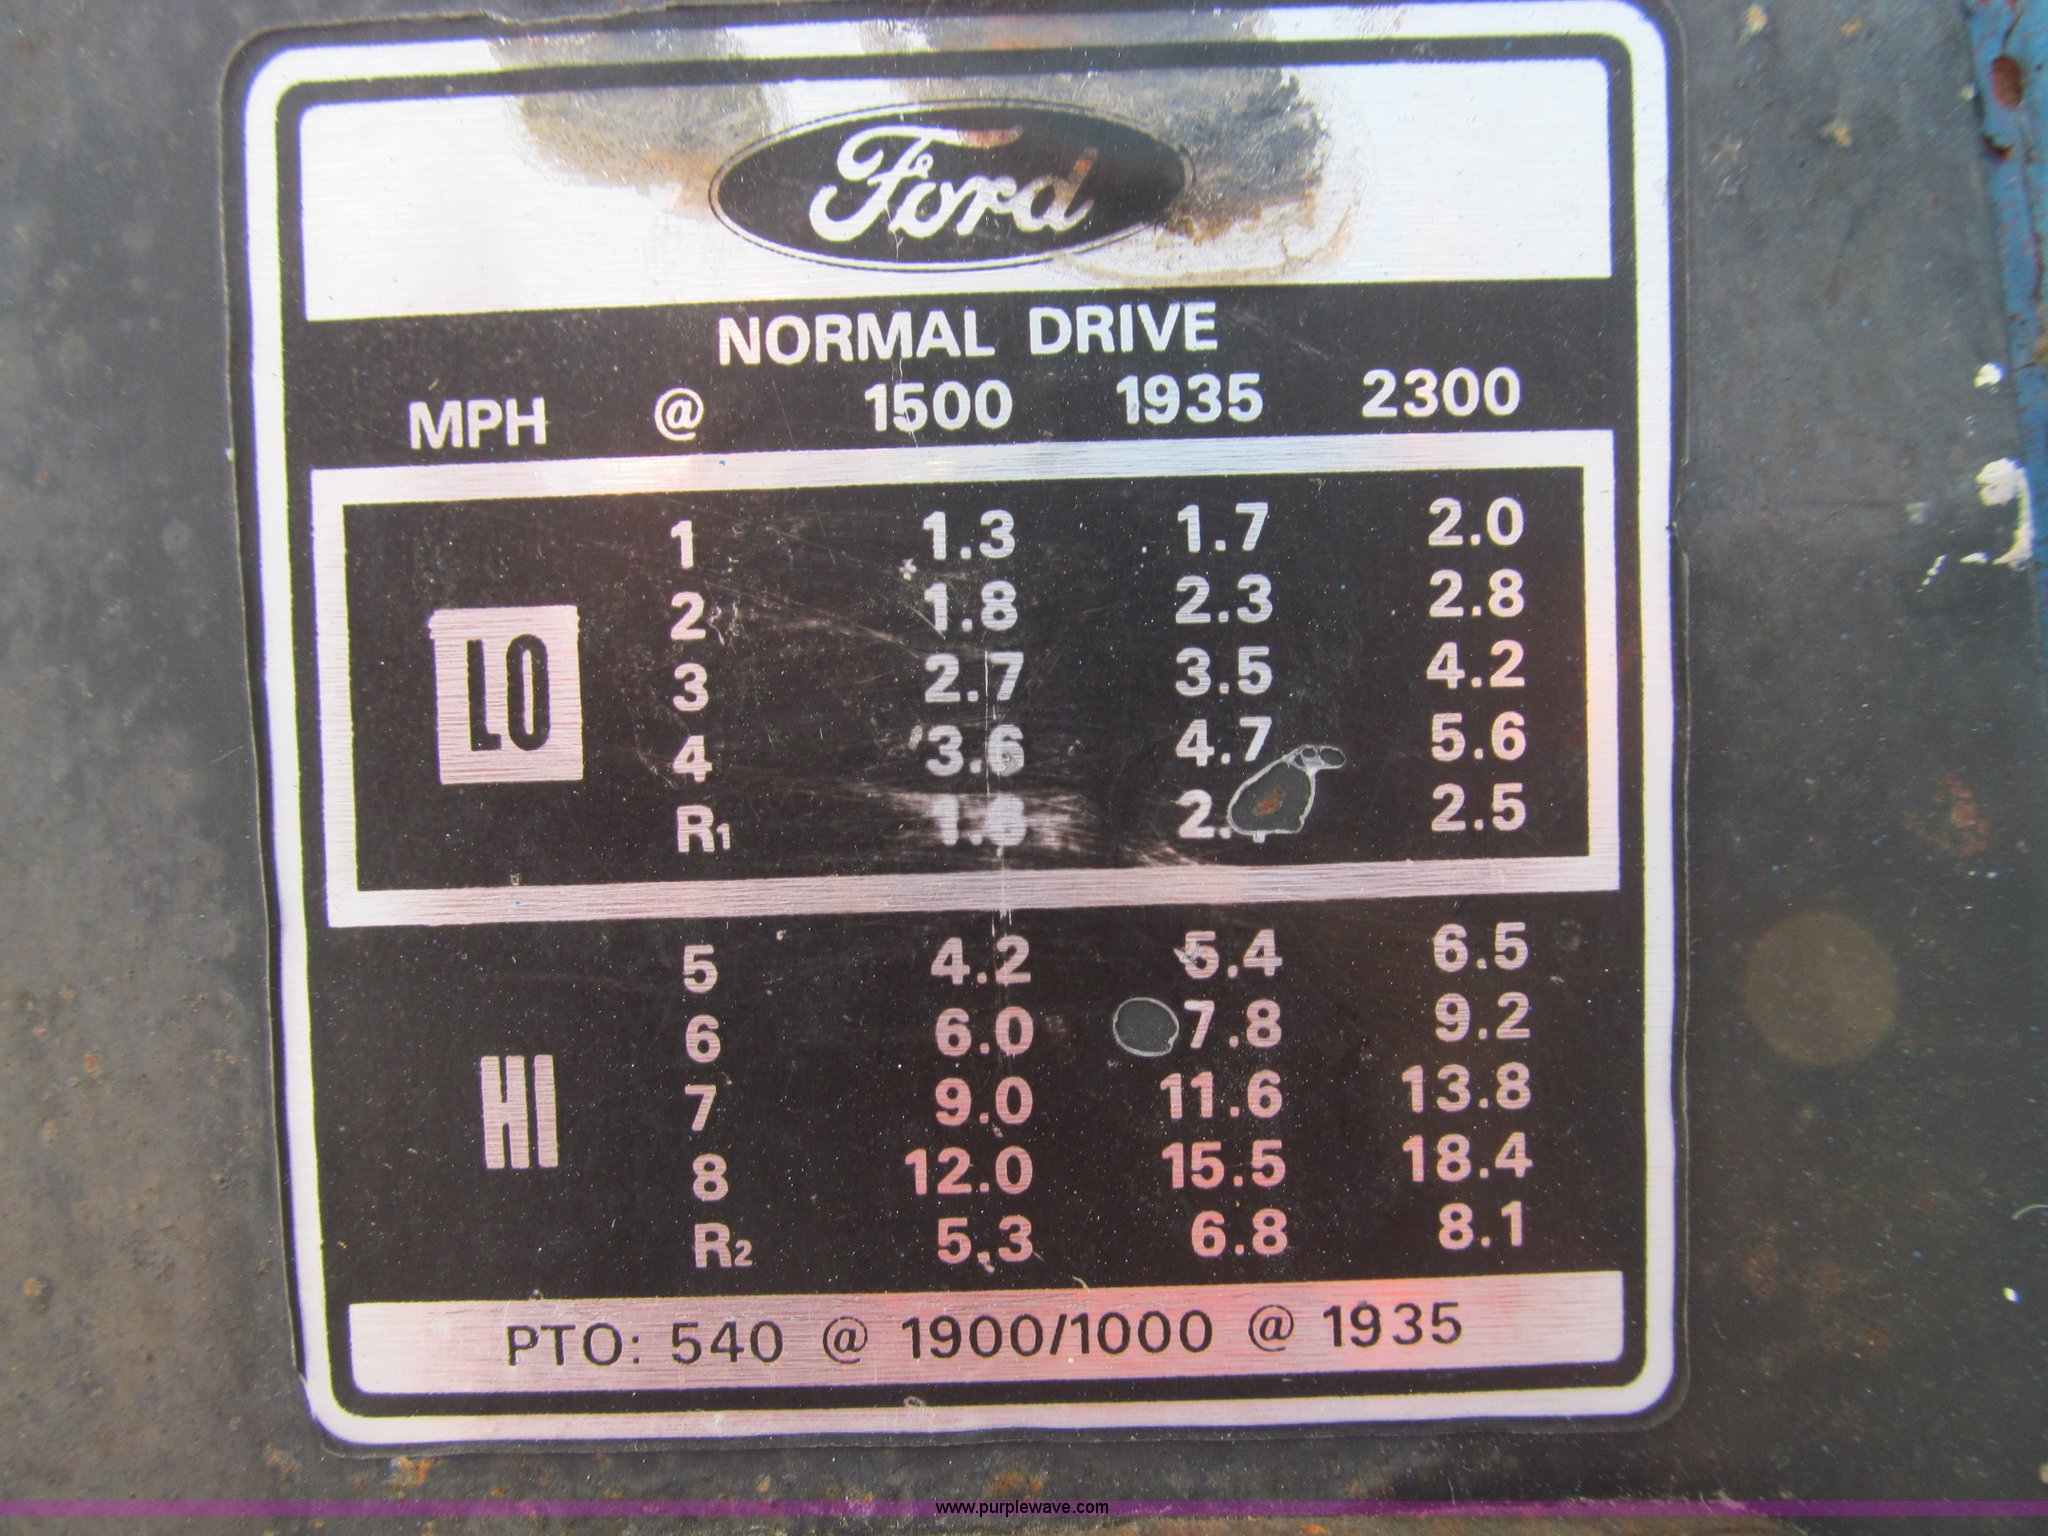 Ford
NORMAL DRIVE
MPH @ 1500 1935 2300
1 1.3 1.7 2.0
2 1.8 2.3 2.8
3 2.7 3.5 4.2
LO
4 3.6 4.7 5.6
R1 2.5
5 4.2 5.4 6.5
6 6.0 7.8 9.2
7 9.0 11.6 13.8
HI
8 12.0 15.5 18.4
R2 5.3 6.8 8.1
PTO: 540 @ 1900/1000 @ 1935
www.purplewave.com